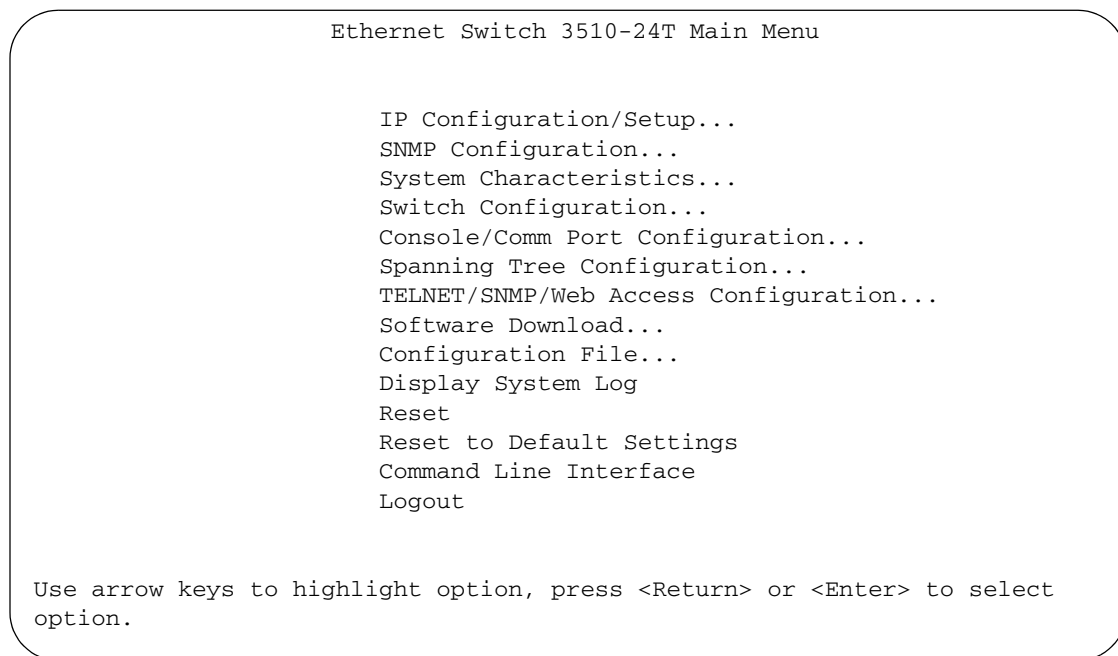 Ethernet Switch 3510-24T Main Menu
IP Configuration/Setup...
SNMP Configuration...
System Characteristics...
Switch Configuration...
Console/Comm Port Configuration...
Spanning Tree Configuration...
TELNET/SNMP/Web Access Configuration...
Software Download...
Configuration File...
Display System Log
Reset
Reset to Default Settings
Command Line Interface
Logout
Use arrow keys to highlight option, press <Return> or <Enter> to select
option.